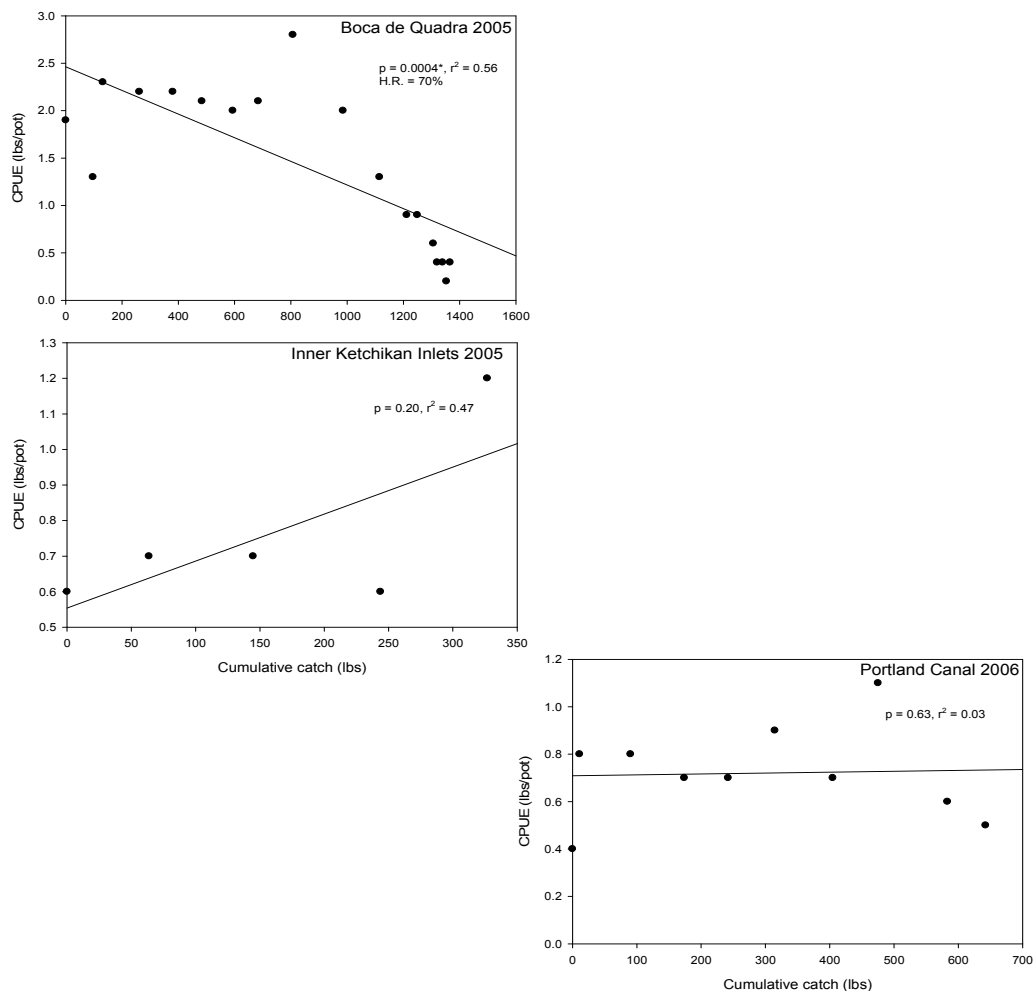 Boca de Quadra 2005
p = 0.0004*, r² = 0.56
H.R. = 70%
CPUE (lbs/pot)
3.0
2.5
2.0
1.5
1.0
0.5
0.0
0 200 400 600 800 1000 1200 1400 1600
Inner Ketchikan Inlets 2005
p = 0.20, r² = 0.47
CPUE (lbs/pot)
1.3
1.2
1.1
1.0
0.9
0.8
0.7
0.6
0.5
0 50 100 150 200 250 300 350
Cumulative catch (lbs)
Portland Canal 2006
p = 0.63, r² = 0.03
CPUE (lbs/pot)
1.2
1.0
0.8
0.6
0.4
0.2
0.0
0 100 200 300 400 500 600 700
Cumulative catch (lbs)